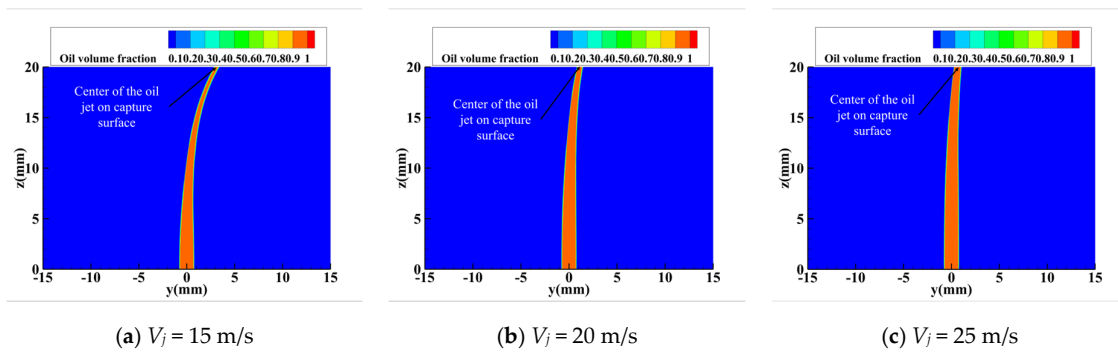 Oil volume fraction 0.10.20.30.40.50.60.70.80.9 1
20
15
10
5
0
z(mm)
Center of the oil
jet on capture
surface
-15 -10 -5 0 5 10 15
y(mm)
(a) Vj = 15 m/s
Oil volume fraction 0.10.20.30.40.50.60.70.80.9 1
20
15
10
5
0
z(mm)
Center of the oil
jet on capture
surface
-15 -10 -5 0 5 10 15
y(mm)
(b) Vj = 20 m/s
Oil volume fraction 0.10.20.30.40.50.60.70.80.9 1
20
15
10
5
0
z(mm)
Center of the oil
jet on capture
surface
-15 -10 -5 0 5 10 15
y(mm)
(c) Vj = 25 m/s